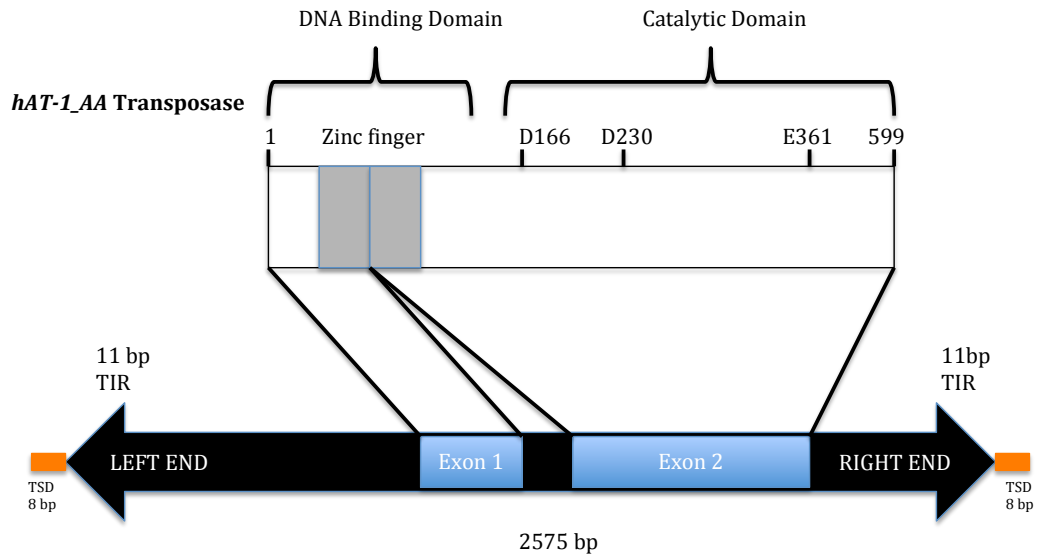 DNA Binding Domain
Catalytic Domain
hAT-1_AA Transposase
1
Zinc finger
D166
D230
E361
599
11 bp
TIR
11bp
TIR
LEFT END
Exon 1
Exon 2
RIGHT END
TSD
8 bp
TSD
8 bp
2575 bp